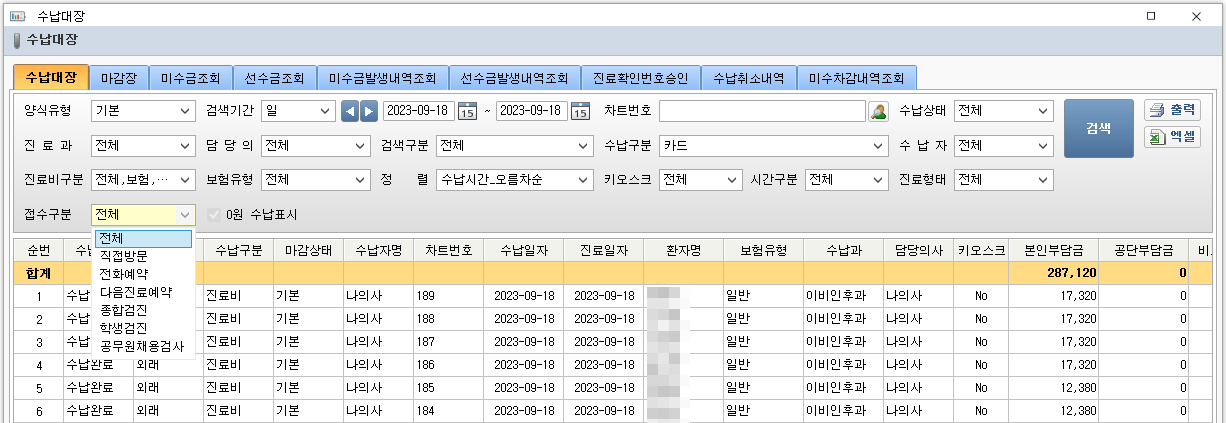 수납대장
수납대장
수납대장 마감장 미수금조회 선수금조회 미수금발생내역조회 선수금발생내역조회 진료확인번호승인 수납취소내역 미수차감내역조회
양식유형 기본 검색기간 일 2023-09-18 15 ~ 2023-09-18 15 차트번호 수납상태 전체 검색 출력
진 료 과 전체 담 당 의 전체 검색구분 전체 수납구분 카드 수 납 자 전체 엑셀
진료비구분 전체,보험,... 보험유형 전체 정 렬 수납시간_오름차순 키오스크 전체 시간구분 전체 진료형태 전체
접수구분 전체 0원 수납표시
전체
직접방문
전화예약
다음진료예약
종합검진
학생검진
공무원채용검사
순번 수납 수납구분 마감상태 수납자명 차트번호 수납일자 진료일자 환자명 보험유형 수납과 담당의사 키오스크 본인부담금 공단부담금 비...
합계 287,120 0
1 수납 진료비 기본 나의사 189 2023-09-18 2023-09-18 일반 이비인후과 나의사 No 17,320 0
2 수납 진료비 기본 나의사 188 2023-09-18 2023-09-18 일반 이비인후과 나의사 No 17,320 0
3 수납 진료비 기본 나의사 187 2023-09-18 2023-09-18 일반 이비인후과 나의사 No 17,320 0
4 수납완료 외래 진료비 기본 나의사 186 2023-09-18 2023-09-18 일반 이비인후과 나의사 No 17,320 0
5 수납완료 외래 진료비 기본 나의사 185 2023-09-18 2023-09-18 일반 이비인후과 나의사 No 12,380 0
6 수납완료 외래 진료비 기본 나의사 184 2023-09-18 2023-09-18 일반 이비인후과 나의사 No 12,380 0